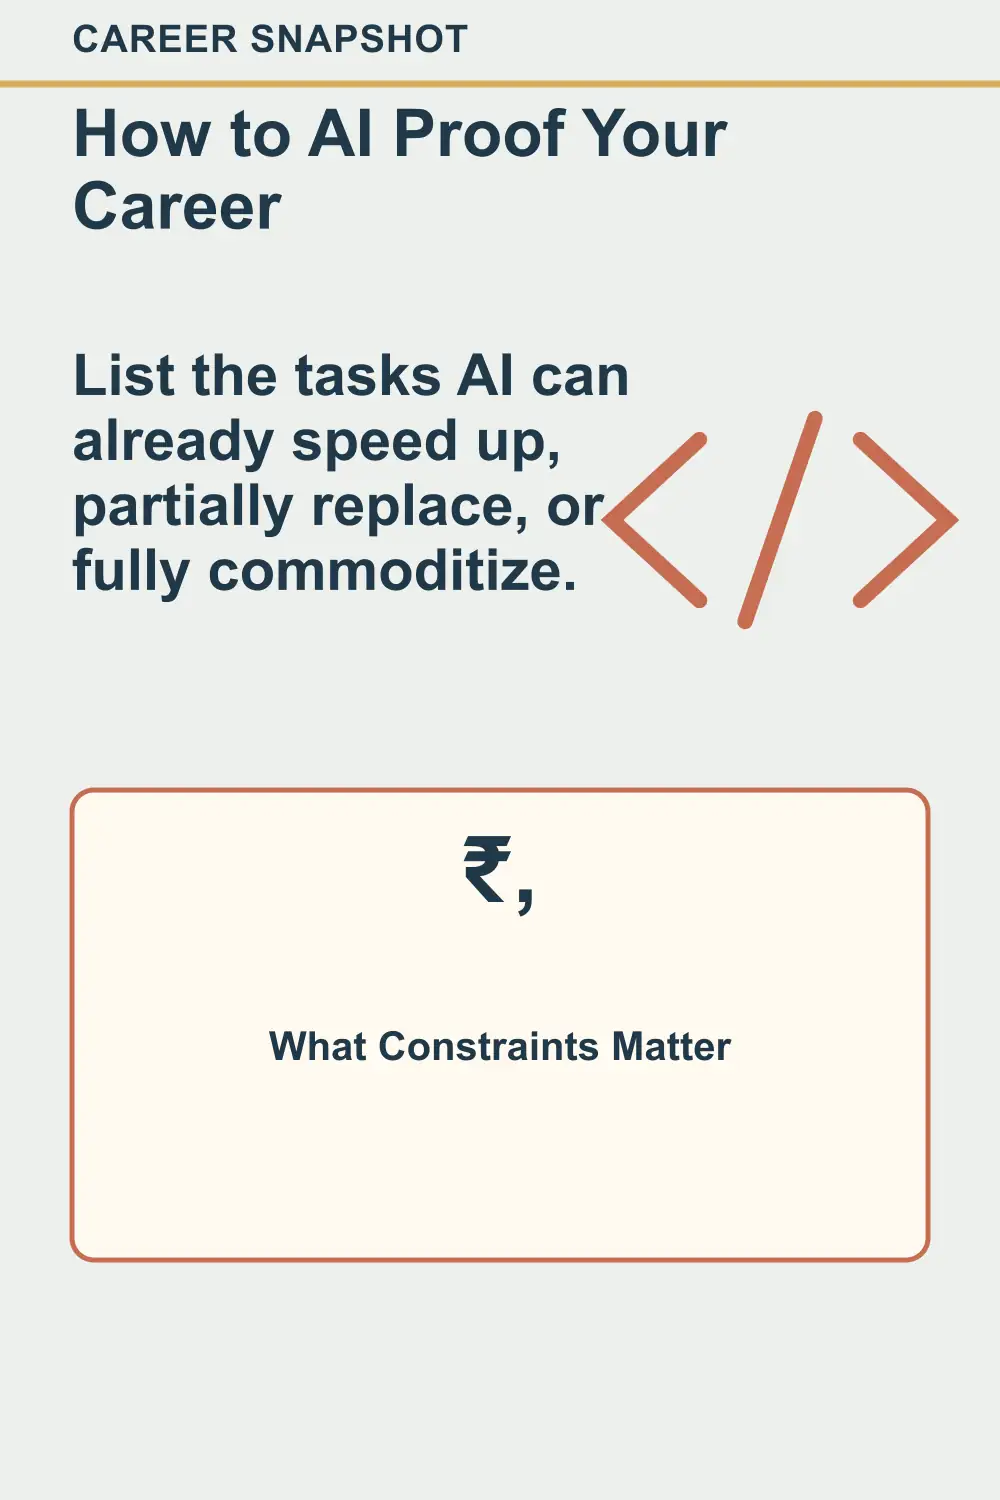 CAREER SNAPSHOT
How to AI Proof Your
Career
List the tasks AI can
already speed up,
partially replace, or
fully commoditize.
</>
₹,
What Constraints Matter